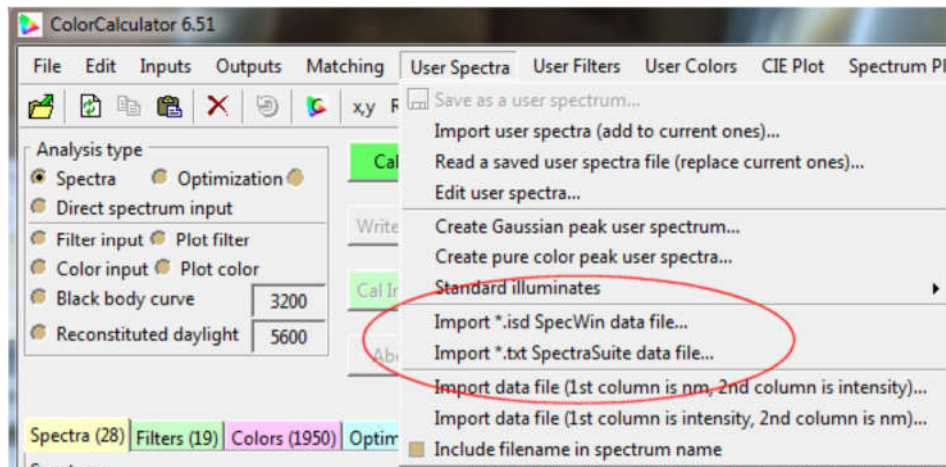 ColorCalculator 6.51
File Edit Inputs Outputs Matching User Spectra User Filters User Colors CIE Plot Spectrum
x,y
Save as a user spectrum...
Import user spectra (add to current ones)...
Read a saved user spectra file (replace current ones)...
Edit user spectra...
Create Gaussian peak user spectrum...
Create pure color peak user spectra...
Standard illuminates
Import *.isd SpecWin data file...
Import *.txt SpectraSuite data file...
Import data file (1st column is nm, 2nd column is intensity)...
Import data file (1st column is intensity, 2nd column is nm)...
Include filename in spectrum name
Analysis type
Spectra Optimization
Direct spectrum input
Filter input Plot filter
Color input Plot color
Black body curve 3200
Reconstituted daylight 5600
Cal
Write
Cal
Spectra (28) Filters (19) Colors (1950) Optim